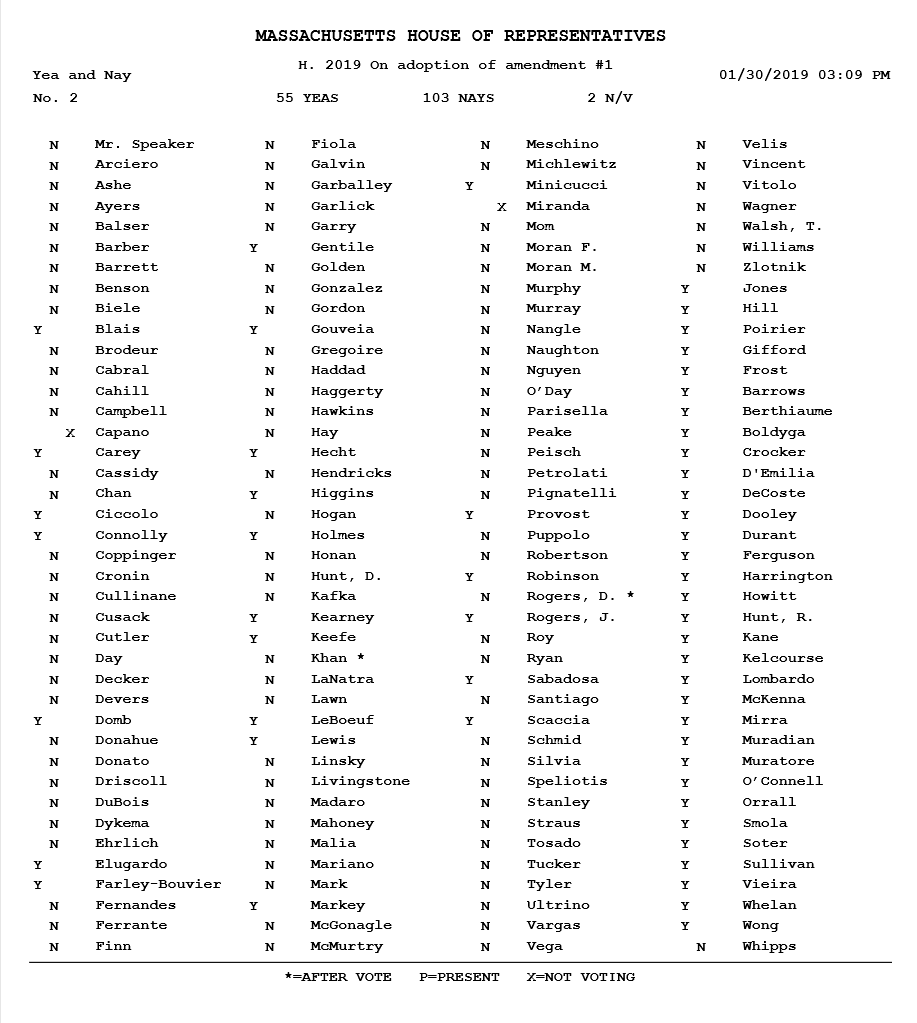 MASSACHUSETTS HOUSE OF REPRESENTATIVES
H. 2019 On adoption of amendment #1
Yea and Nay 01/30/2019 03:09 PM
No. 2 55 YEAS 103 NAYS 2 N/V
N Mr. Speaker N Fiola N Meschino N Velis
N Arciero N Galvin N Michlewitz N Vincent
N Ashe N Garballey Y Minicucci N Vitolo
N Ayers N Garlick X Miranda N Wagner
N Balser N Garry N Mom N Walsh, T.
N Barber Y Gentile N Moran F. N Williams
N Barrett N Golden N Moran M. N Zlotnik
N Benson N Gonzalez N Murphy Y Jones
N Biele N Gordon N Murray Y Hill
Y Blais Y Gouveia N Nangle Y Poirier
N Brodeur N Gregoire N Naughton Y Gifford
N Cabral N Haddad N Nguyen Y Frost
N Cahill N Haggerty N O’Day Y Barrows
N Campbell N Hawkins N Parisella Y Berthiaume
X Capano N Hay N Peake Y Boldyga
Y Carey Y Hecht N Peisch Y Crocker
N Cassidy N Hendricks N Petrolati Y D'Emilia
N Chan Y Higgins N Pignatelli Y DeCoste
Y Ciccolo N Hogan Y Provost Y Dooley
Y Connolly Y Holmes N Puppolo Y Durant
N Coppinger N Honan N Robertson Y Ferguson
N Cronin N Hunt, D. Y Robinson Y Harrington
N Cullinane N Kafka N Rogers, D. * Y Howitt
N Cusack Y Kearney Y Rogers, J. Y Hunt, R.
N Cutler Y Keefe N Roy Y Kane
N Day N Khan * N Ryan Y Kelcourse
N Decker N LaNatra Y Sabadosa Y Lombardo
N Devers N Lawn N Santiago Y McKenna
Y Domb Y LeBoeuf Y Scaccia Y Mirra
N Donahue Y Lewis N Schmid Y Muradian
N Donato N Linsky N Silvia Y Muratore
N Driscoll N Livingstone N Speliotis Y O’Connell
N DuBois N Madaro N Stanley Y Orrall
N Dykema N Mahoney N Straus Y Smola
N Ehrlich N Malia N Tosado Y Soter
Y Elugardo N Mariano N Tucker Y Sullivan
Y Farley-Bouvier N Mark N Tyler Y Vieira
N Fernandes Y Markey N Ultrino Y Whelan
N Ferrante N McGonagle N Vargas Y Wong
N Finn N McMurtry N Vega N Whipps
*=AFTER VOTE P=PRESENT X=NOT VOTING